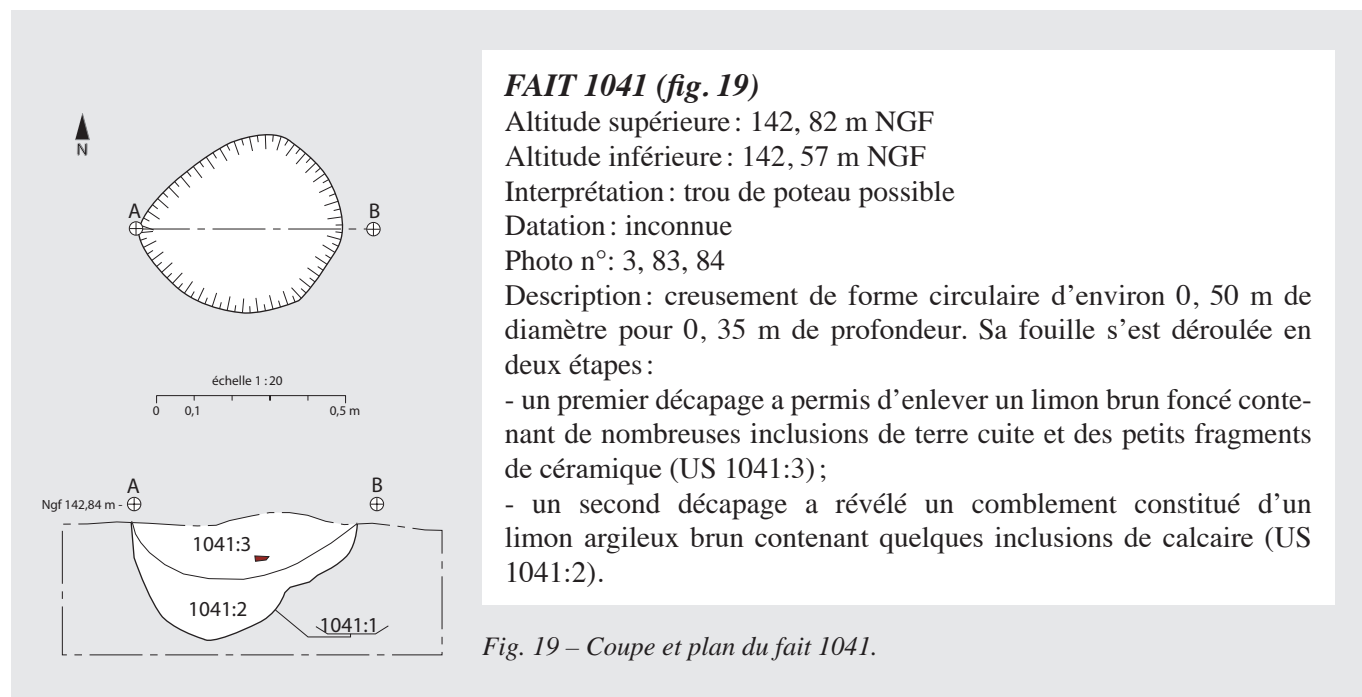 N
A
B
échelle 1 : 20
0 0,1 0,5 m
A
B
Ngf 142,84 m -
1041:3
1041:2
1041:1
FAIT 1041 (fig. 19)
Altitude supérieure : 142, 82 m NGF
Altitude inférieure : 142, 57 m NGF
Interprétation : trou de poteau possible
Datation : inconnue
Photo n°: 3, 83, 84
Description : creusement de forme circulaire d'environ 0, 50 m de
diamètre pour 0, 35 m de profondeur. Sa fouille s'est déroulée en
deux étapes :
- un premier décapage a permis d'enlever un limon brun foncé conte-
nant de nombreuses inclusions de terre cuite et des petits fragments
de céramique (US 1041:3) ;
- un second décapage a révélé un comblement constitué d'un
limon argileux brun contenant quelques inclusions de calcaire (US
1041:2).
Fig. 19 – Coupe et plan du fait 1041.